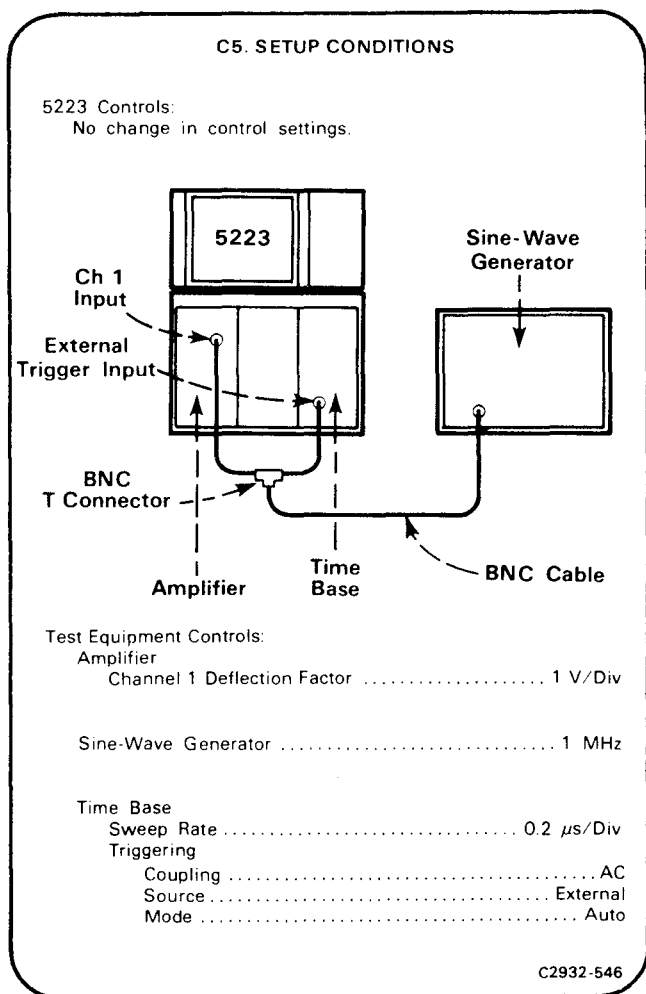 C5. SETUP CONDITIONS
5223 Controls:
No change in control settings.
5223
Sine-Wave
Generator
Ch 1
Input
External
Trigger Input
BNC
T Connector
Amplifier
Time
Base
BNC Cable
Test Equipment Controls:
Amplifier
Channel 1 Deflection Factor .................... 1 V/Div
Sine-Wave Generator .............................. 1 MHz
Time Base
Sweep Rate ................................ 0.2 μs/Div
Triggering
Coupling ........................................ AC
Source .................................... External
Mode ........................................ Auto
C2932-546